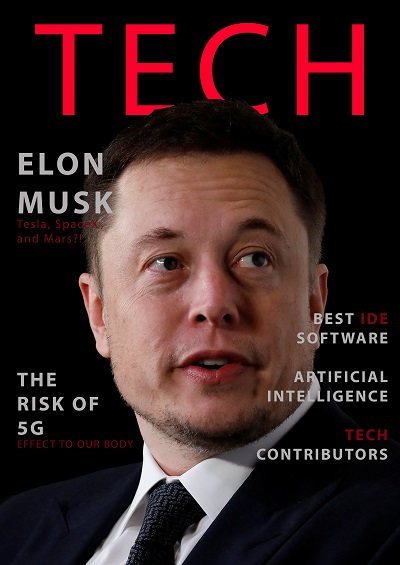 TECH
ELON
MUSK
Tesla, SpaceX,
and Mars?!
BEST IDE
SOFTWARE
ARTIFICIAL
INTELLIGENCE
THE
RISK OF
5G
EFFECT TO OUR BODY
TECH
CONTRIBUTORS